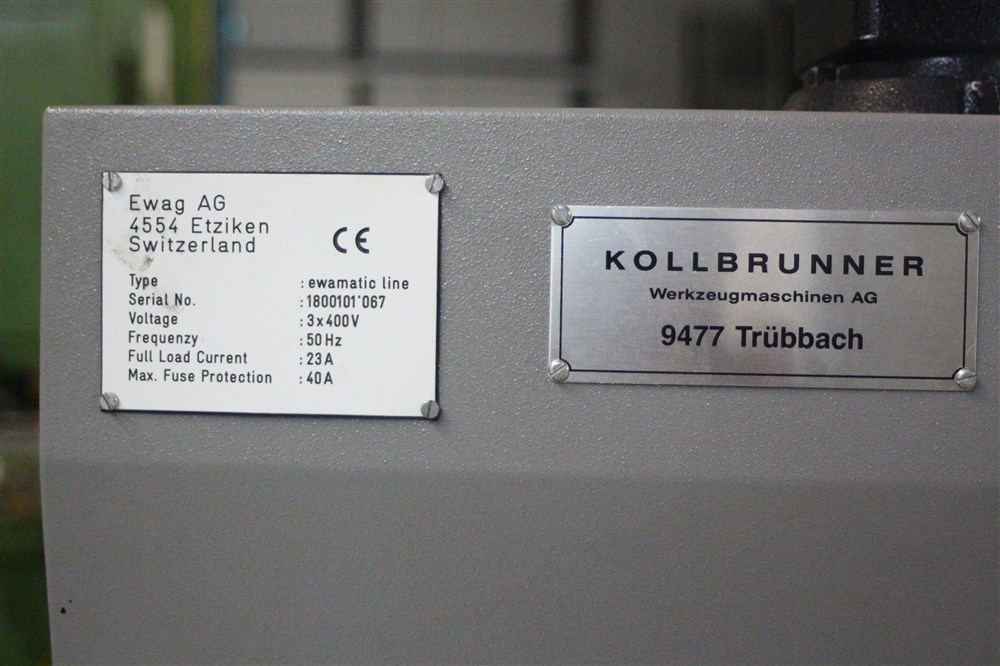 Ewag AG
4554 Etziken
Switzerland
CE
Type : ewamatic line
Serial No. : 1800101'067
Voltage : 3x400V
Frequenzy : 50Hz
Full Load Current : 23A
Max. Fuse Protection : 40A
KOLLBRUNNER
Werkzeugmaschinen AG
9477 Trübbach